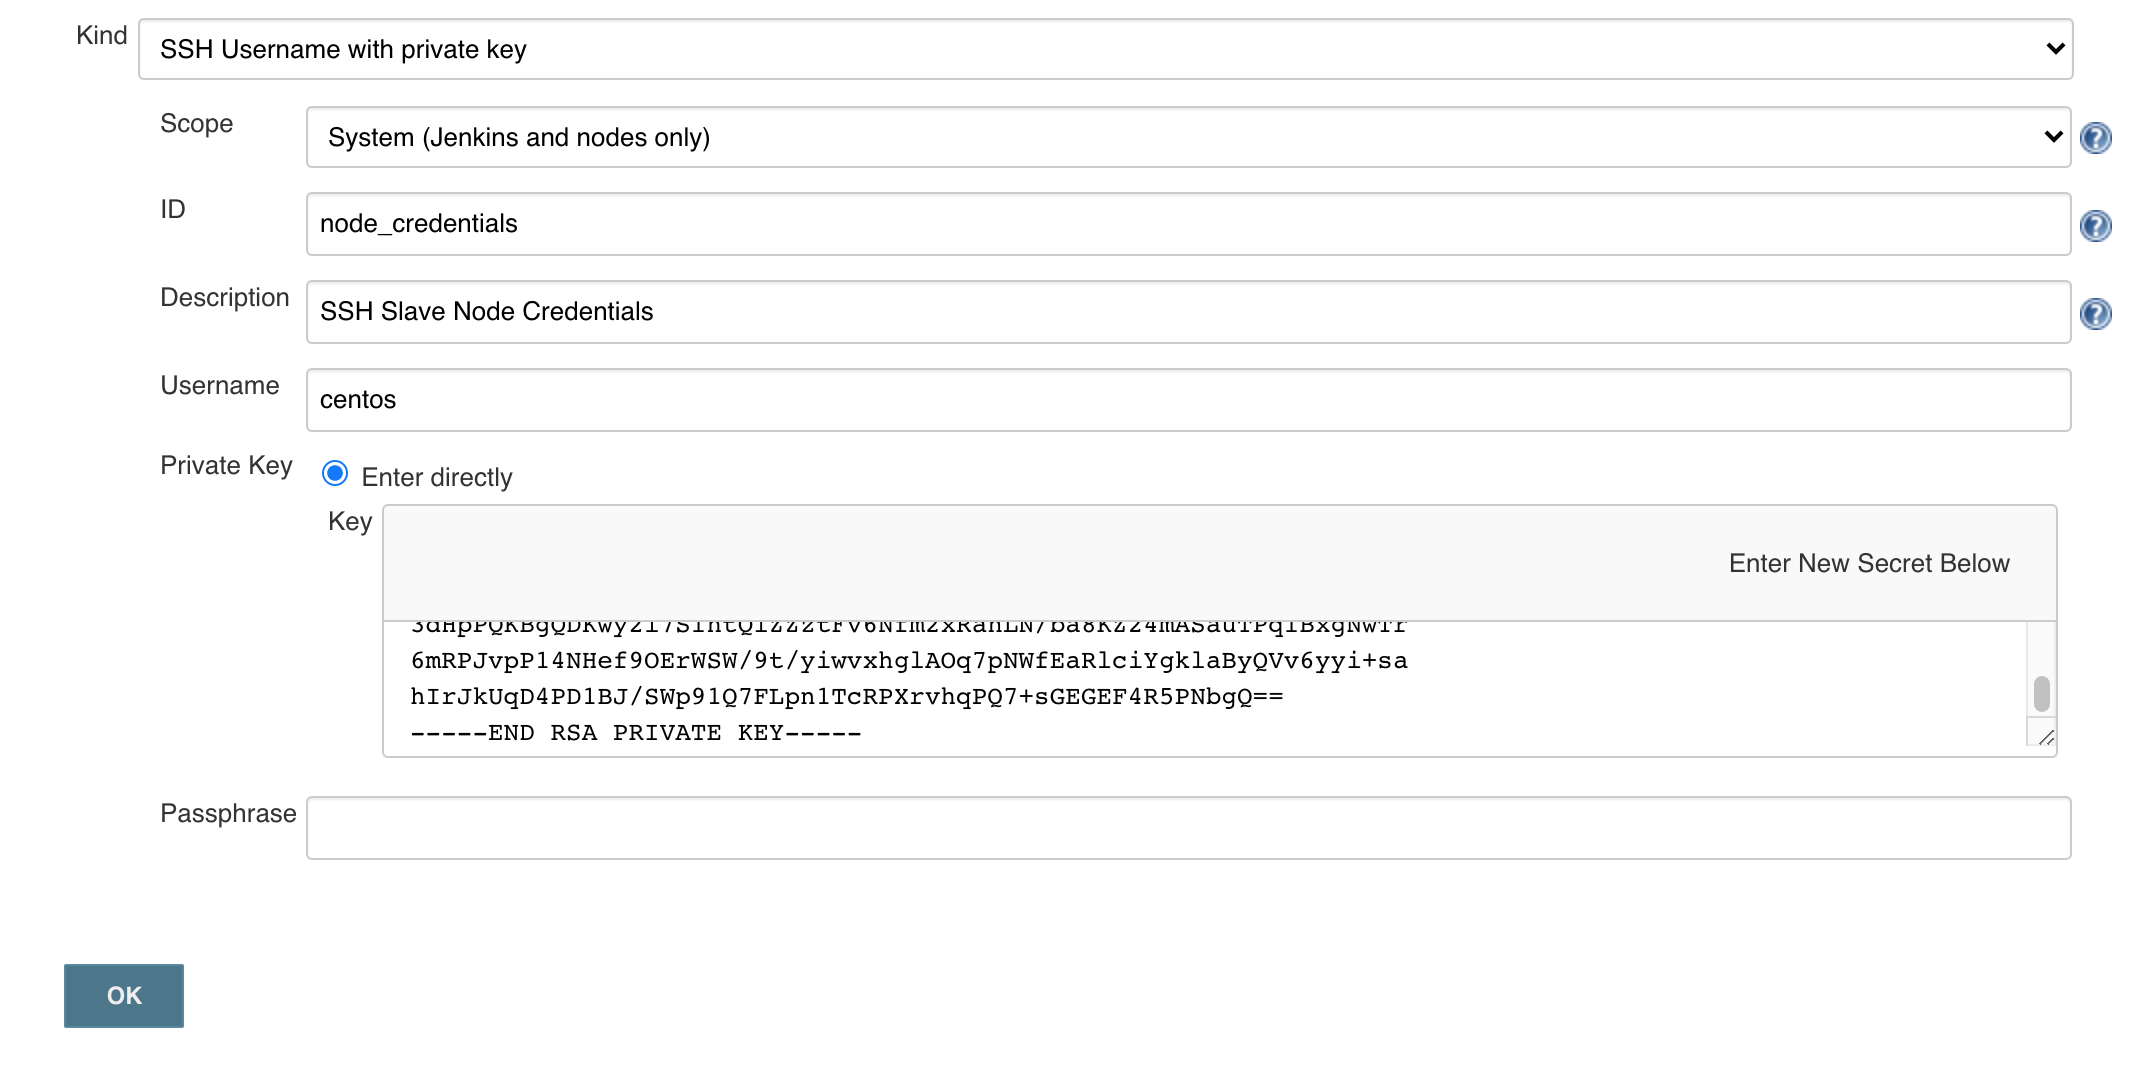 Kind
SSH Username with private key
Scope
System (Jenkins and nodes only)
ID
node_credentials
Description
SSH Slave Node Credentials
Username
centos
Private Key
Enter directly
Key
Enter New Secret Below
6mRPJvpP14NHef9OErWSW/9t/yiwvxhglAOq7pNWfEaRlciYgklaByQVv6yyi+sa
hIrJkUqD4PD1BJ/SWp91Q7FLpn1TcRPXrvhqPQ7+sGEGEF4R5PNbgQ==
-----END RSA PRIVATE KEY-----
Passphrase
OK